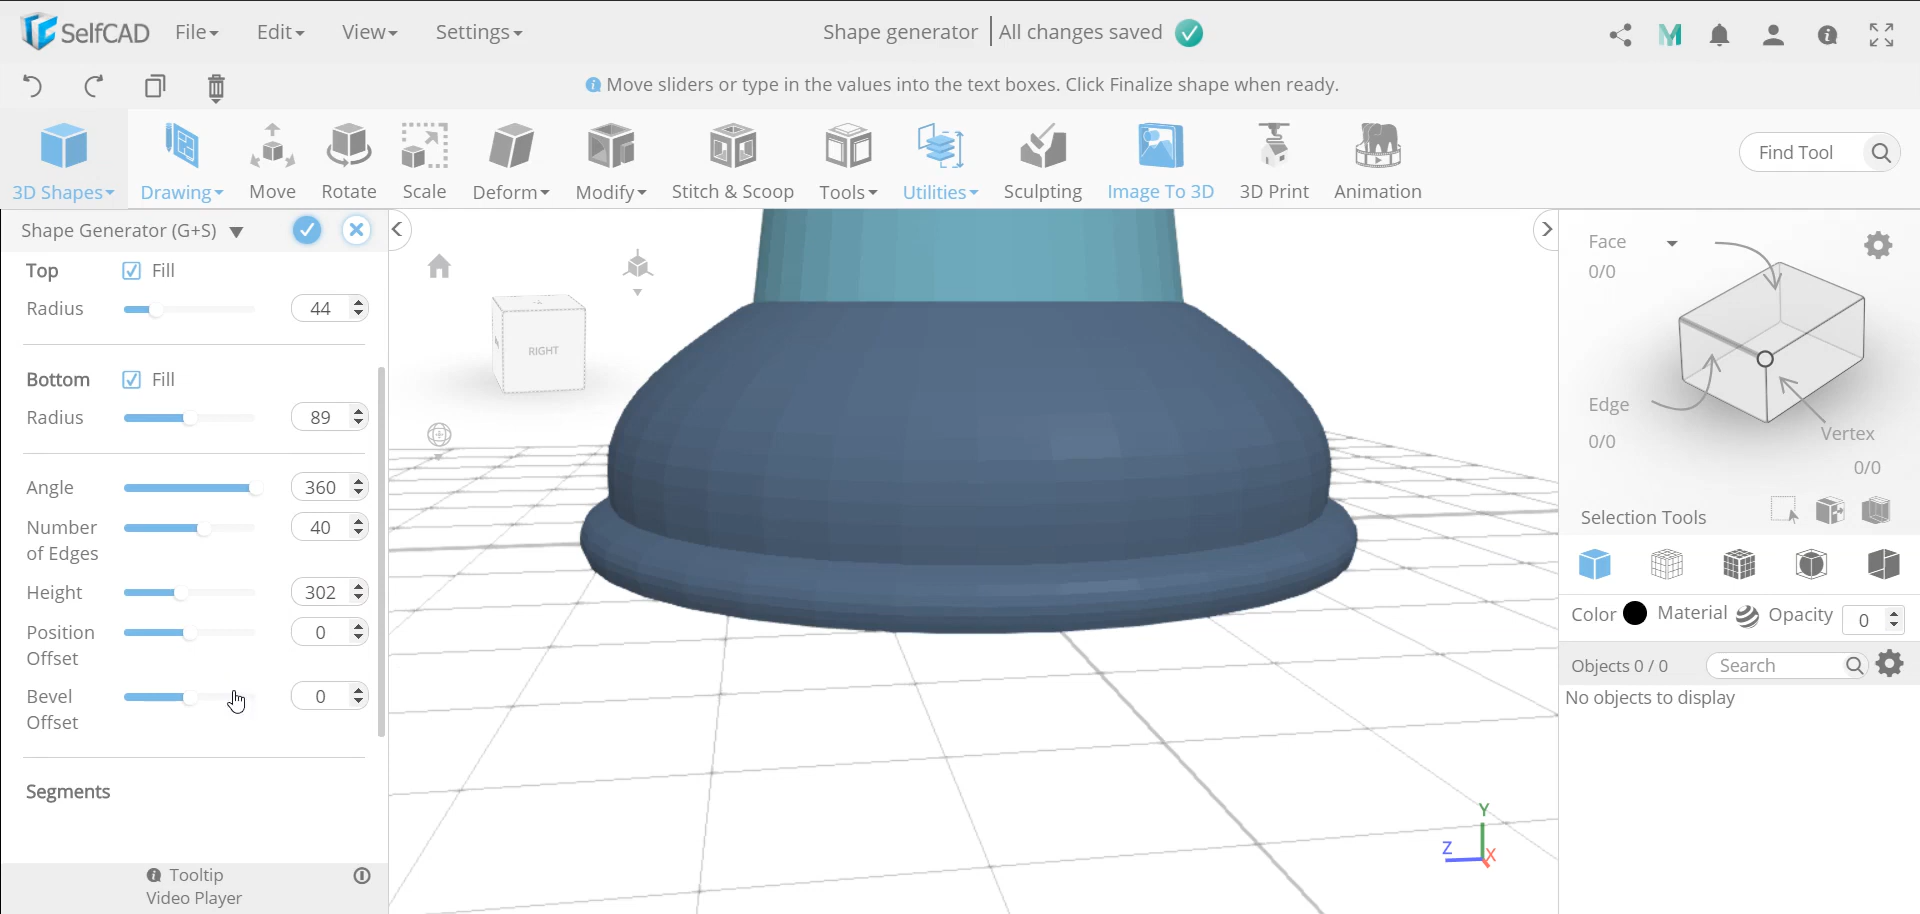 SelfCAD File Edit View Settings Shape generator All changes saved
Move sliders or type in the values into the text boxes. Click Finalize shape when ready.
3D Shapes Drawing Move Rotate Scale Deform Modify Stitch & Scoop Tools Utilities Sculpting Image To 3D 3D Print Animation Find Tool
Shape Generator (G+S)
Top Fill
Radius 44
Bottom Fill
Radius 89
Angle 360
Number
of Edges 40
Height 302
Position
Offset 0
Bevel
Offset 0
Segments
Tooltip
Video Player
RIGHT
Y
Z
X
Face
0/0
Edge
0/0
Vertex
0/0
Selection Tools
Color Material Opacity 0
Objects 0 / 0 Search
No objects to display